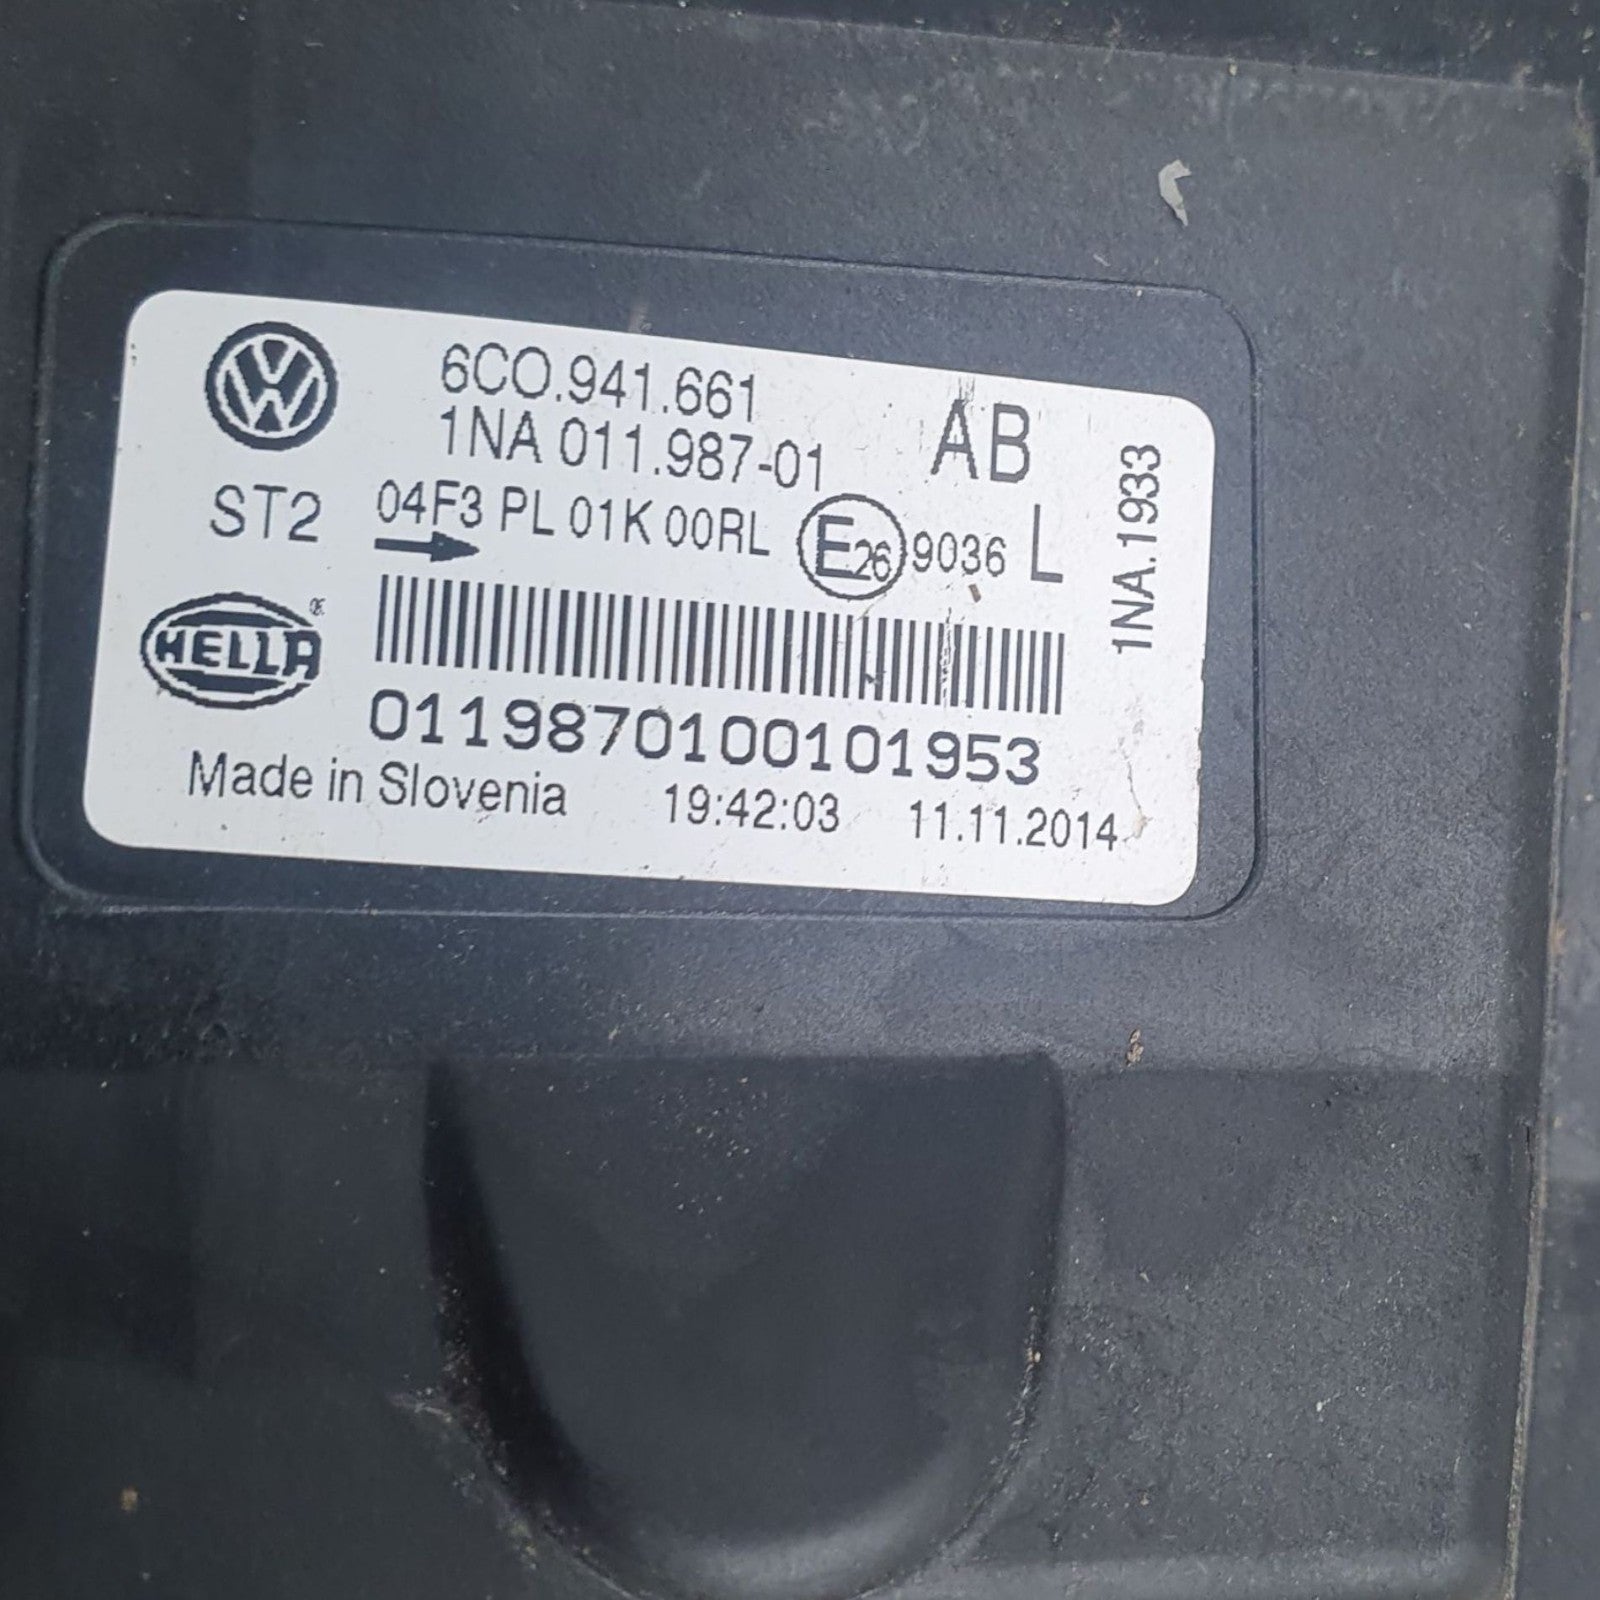 6C0.941.661
1NA 011.987-01
AB
ST2
04F3 PL 01K 00RL
E26 9036
L
1NA.1933
HELLA
011987010010​1953
Made in Slovenia
19:42:03
11.11.2014